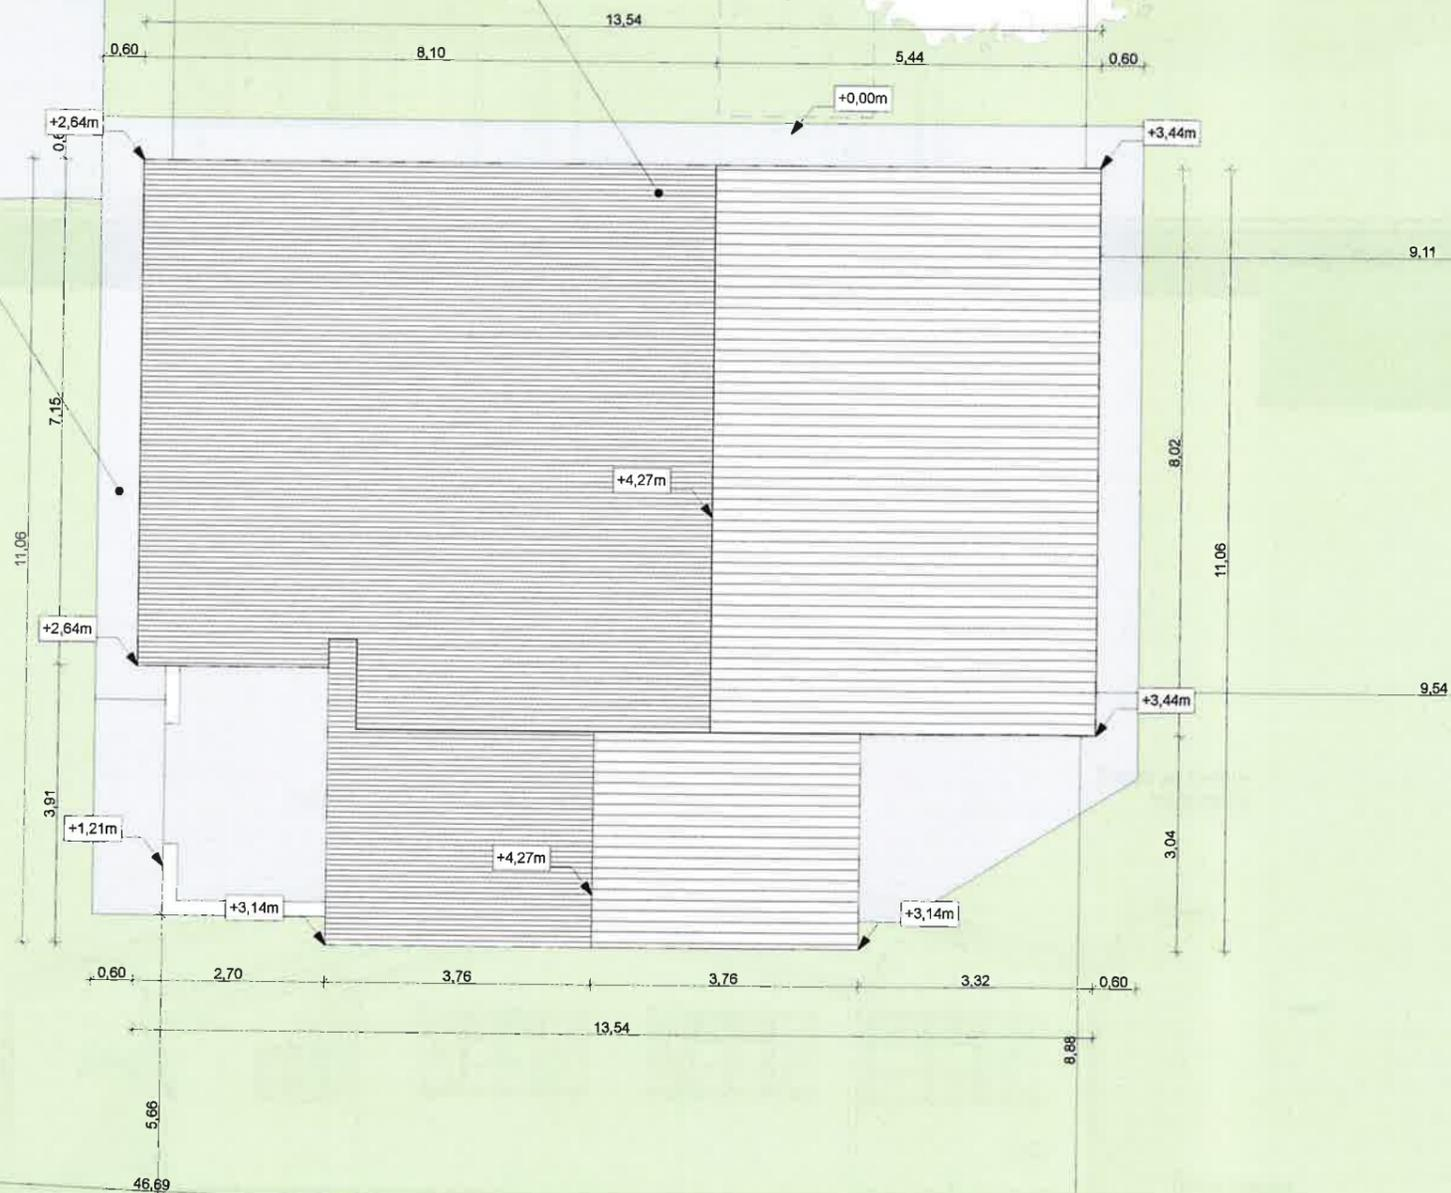 13,54
0,60
8,10
5,44
0,60
+0,00m
+2,64m
+3,44m
9,11
7,15
8,02
+4,27m
11,06
11,06
+2,64m
9,54
+3,44m
3,91
+1,21m
3,04
+4,27m
+3,14m
+3,14m
0,60
2,70
3,76
3,76
3,32
0,60
13,54
8,88
5,66
46,69